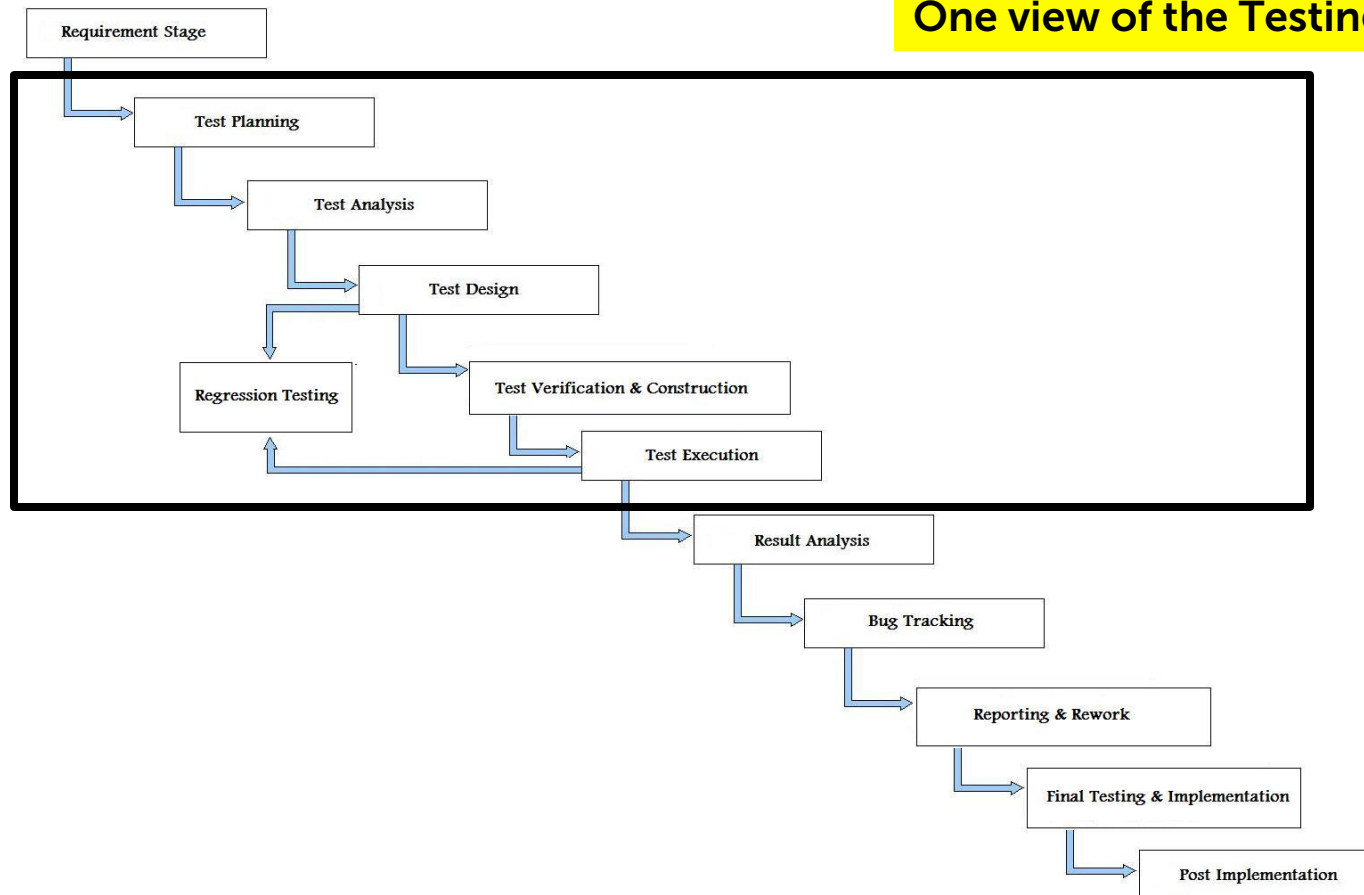 One view of the Testing
Requirement Stage
Test Planning
Test Analysis
Test Design
Regression Testing
Test Verification & Construction
Test Execution
Result Analysis
Bug Tracking
Reporting & Rework
Final Testing & Implementation
Post Implementation